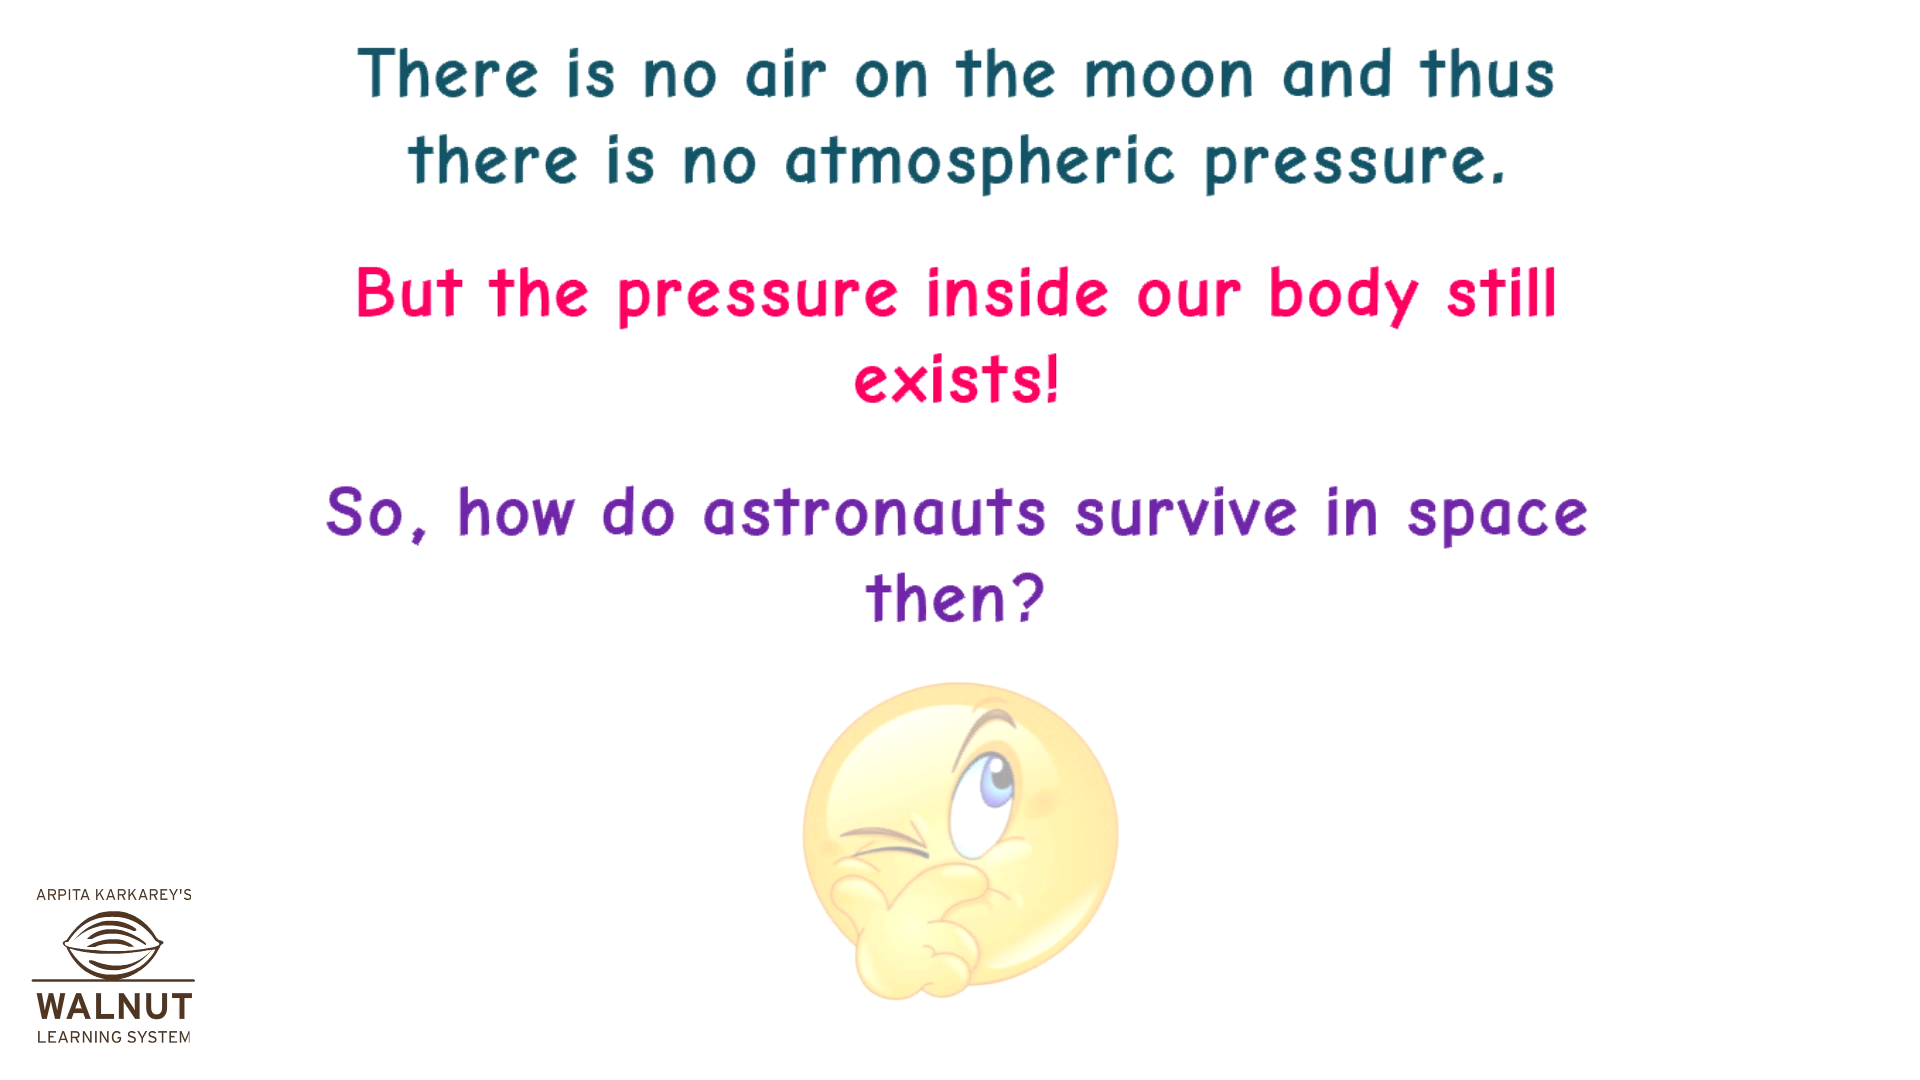 There is no air on the moon and thus
there is no atmospheric pressure.
But the pressure inside our body still
exists!
So, how do astronauts survive in space
then?
ARPITA KARKAREY'S
WALNUT
LEARNING SYSTEM